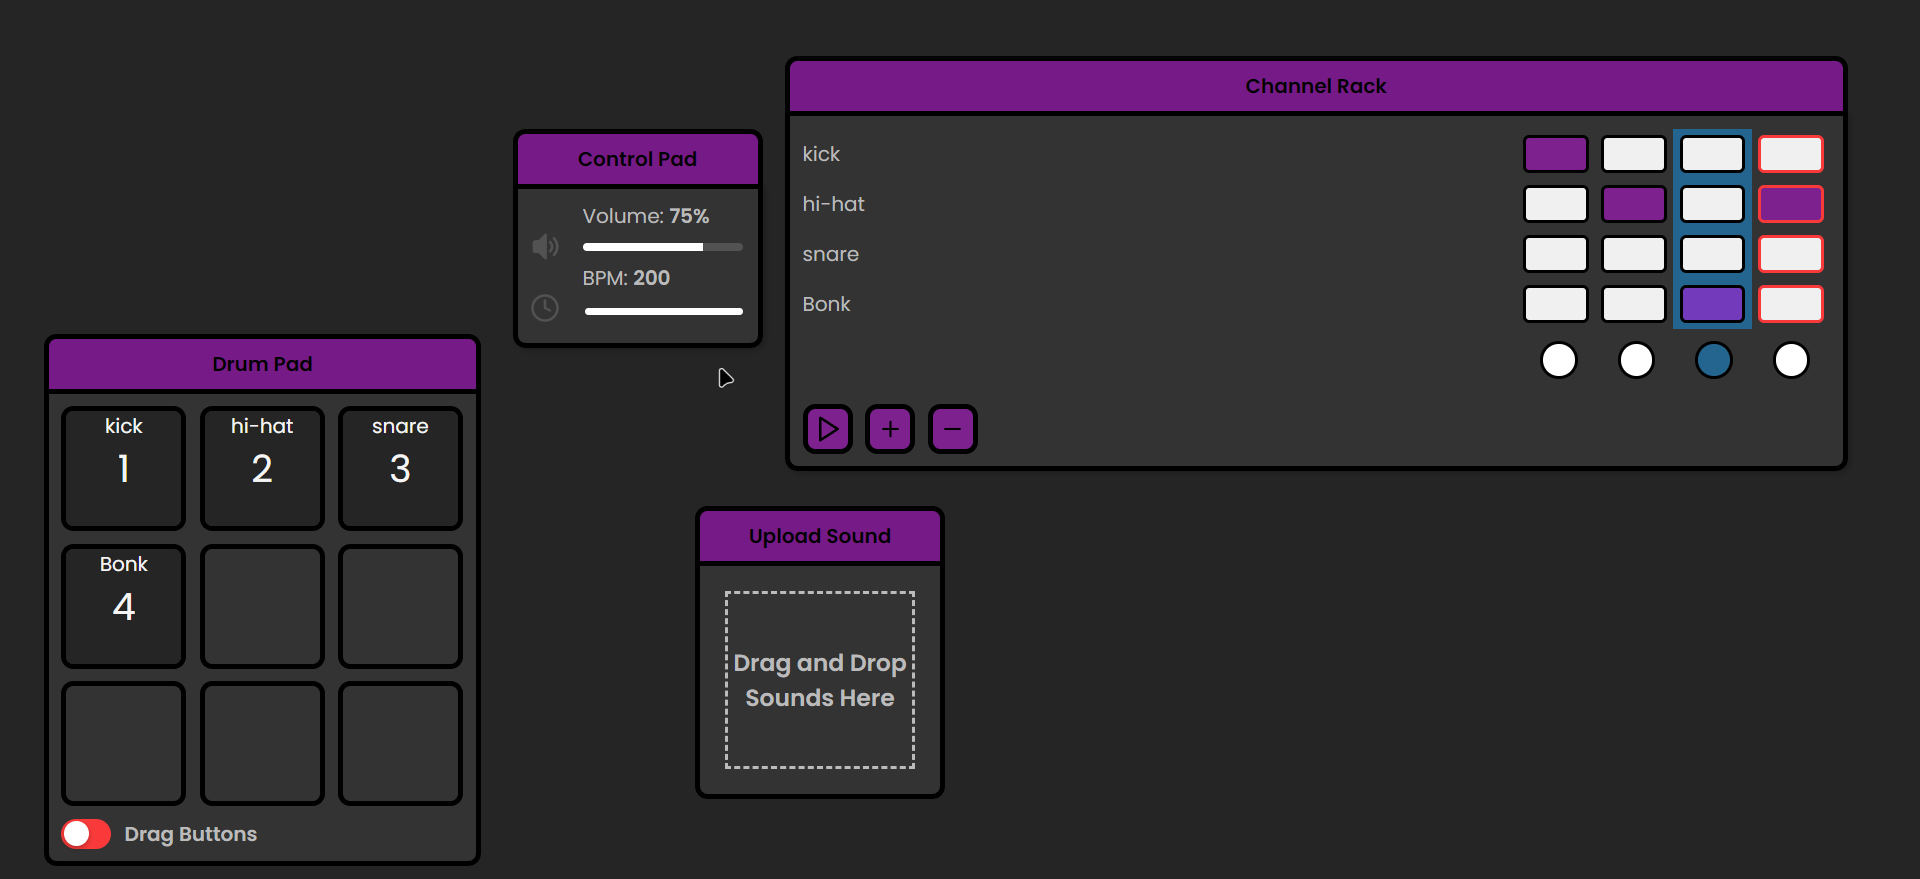 Channel Rack
kick
hi-hat
snare
Bonk
Control Pad
Volume: 75%
BPM: 200
Drum Pad
kick
1
hi-hat
2
snare
3
Bonk
4
Drag Buttons
Upload Sound
Drag and Drop
Sounds Here